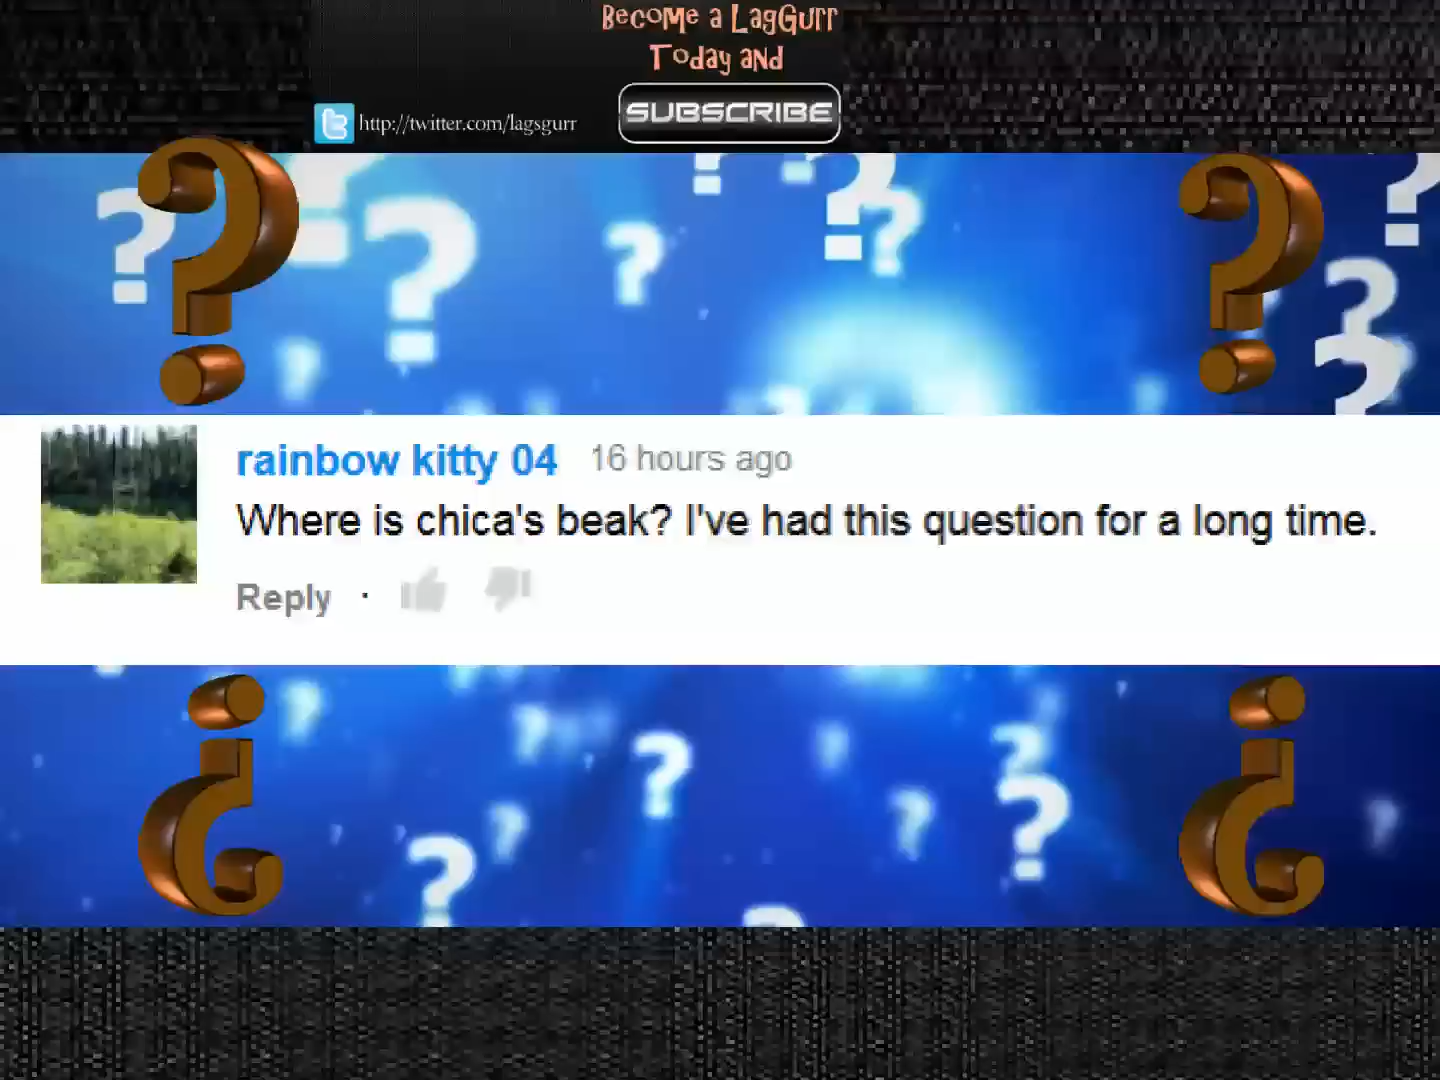 Become a LagGurr
Today and
SUBSCRIBE
http://twitter.com/lagsgurr
rainbow kitty 04 16 hours ago
Where is chica's beak? I've had this question for a long time.
Reply ·